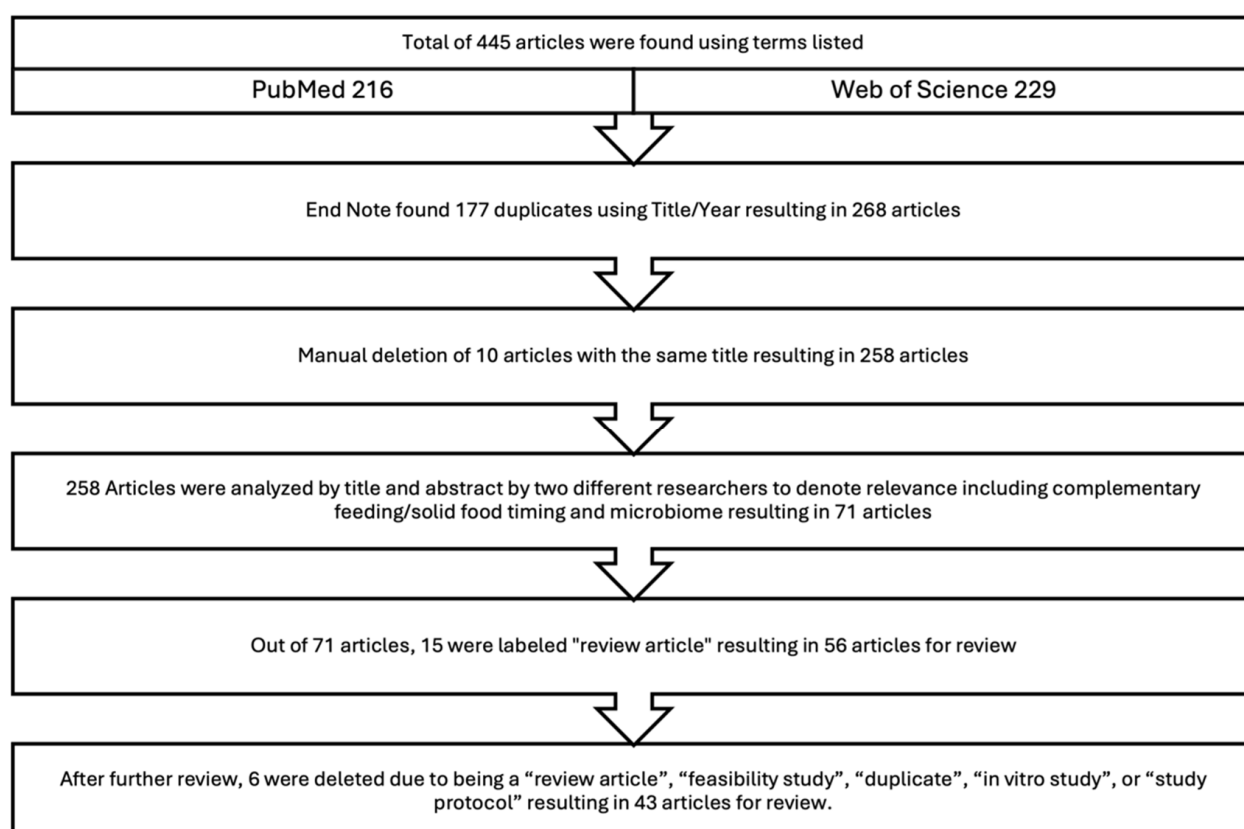 Total of 445 articles were found using terms listed
PubMed 216
Web of Science 229
End Note found 177 duplicates using Title/Year resulting in 268 articles
Manual deletion of 10 articles with the same title resulting in 258 articles
258 Articles were analyzed by title and abstract by two different researchers to denote relevance including complementary
feeding/solid food timing and microbiome resulting in 71 articles
Out of 71 articles, 15 were labeled "review article" resulting in 56 articles for review
After further review, 6 were deleted due to being a “review article”, “feasibility study”, “duplicate”, “in vitro study”, or “study
protocol” resulting in 43 articles for review.